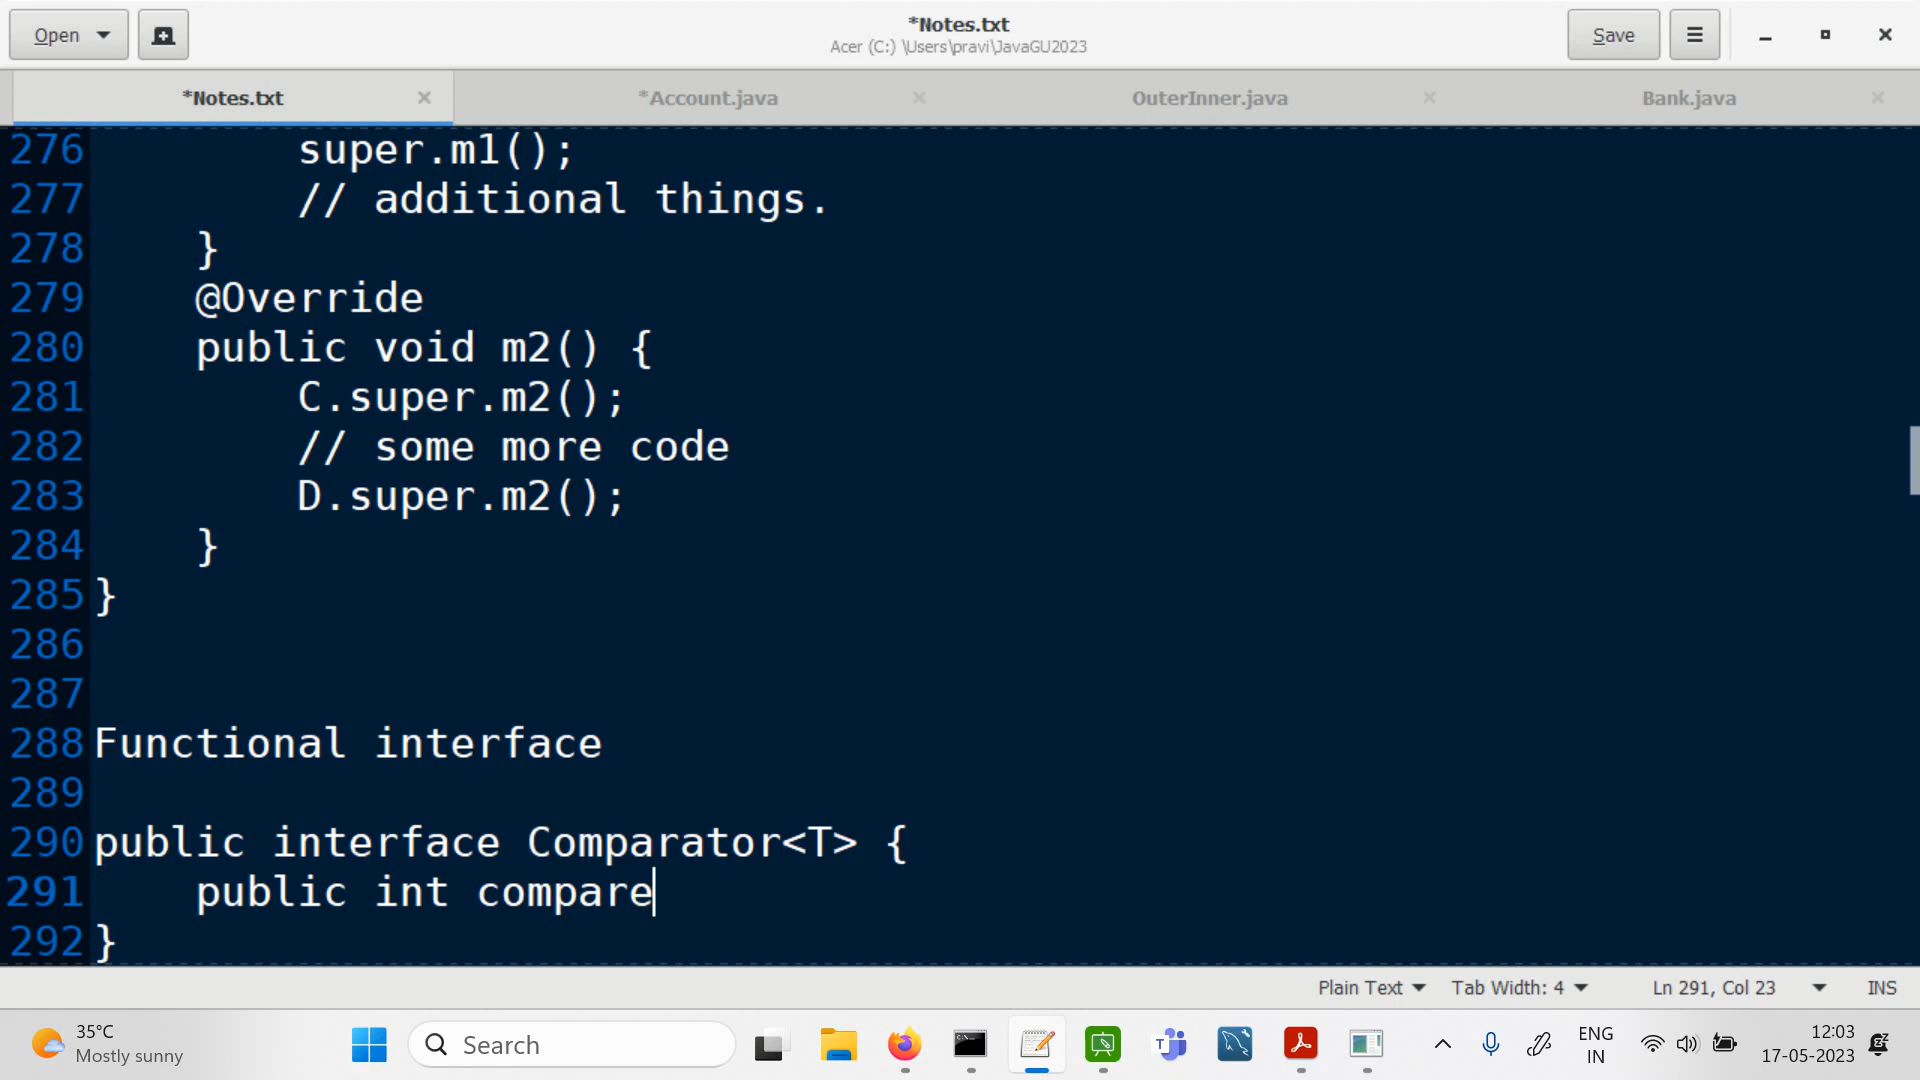 Open
*Notes.txt
Acer (C:) \Users\pravi\JavaGU2023
Save
*Notes.txt
*Account.java
OuterInner.java
Bank.java
276 super.m1();
277 // additional things.
278 }
279 @Override
280 public void m2() {
281 C.super.m2();
282 // some more code
283 D.super.m2();
284 }
285 }
286
287
288 Functional interface
289
290 public interface Comparator<T> {
291 public int compare
292 }
Plain Text
Tab Width: 4
Ln 291, Col 23
INS
35°C
Mostly sunny
Search
ENG
IN
12:03
17-05-2023